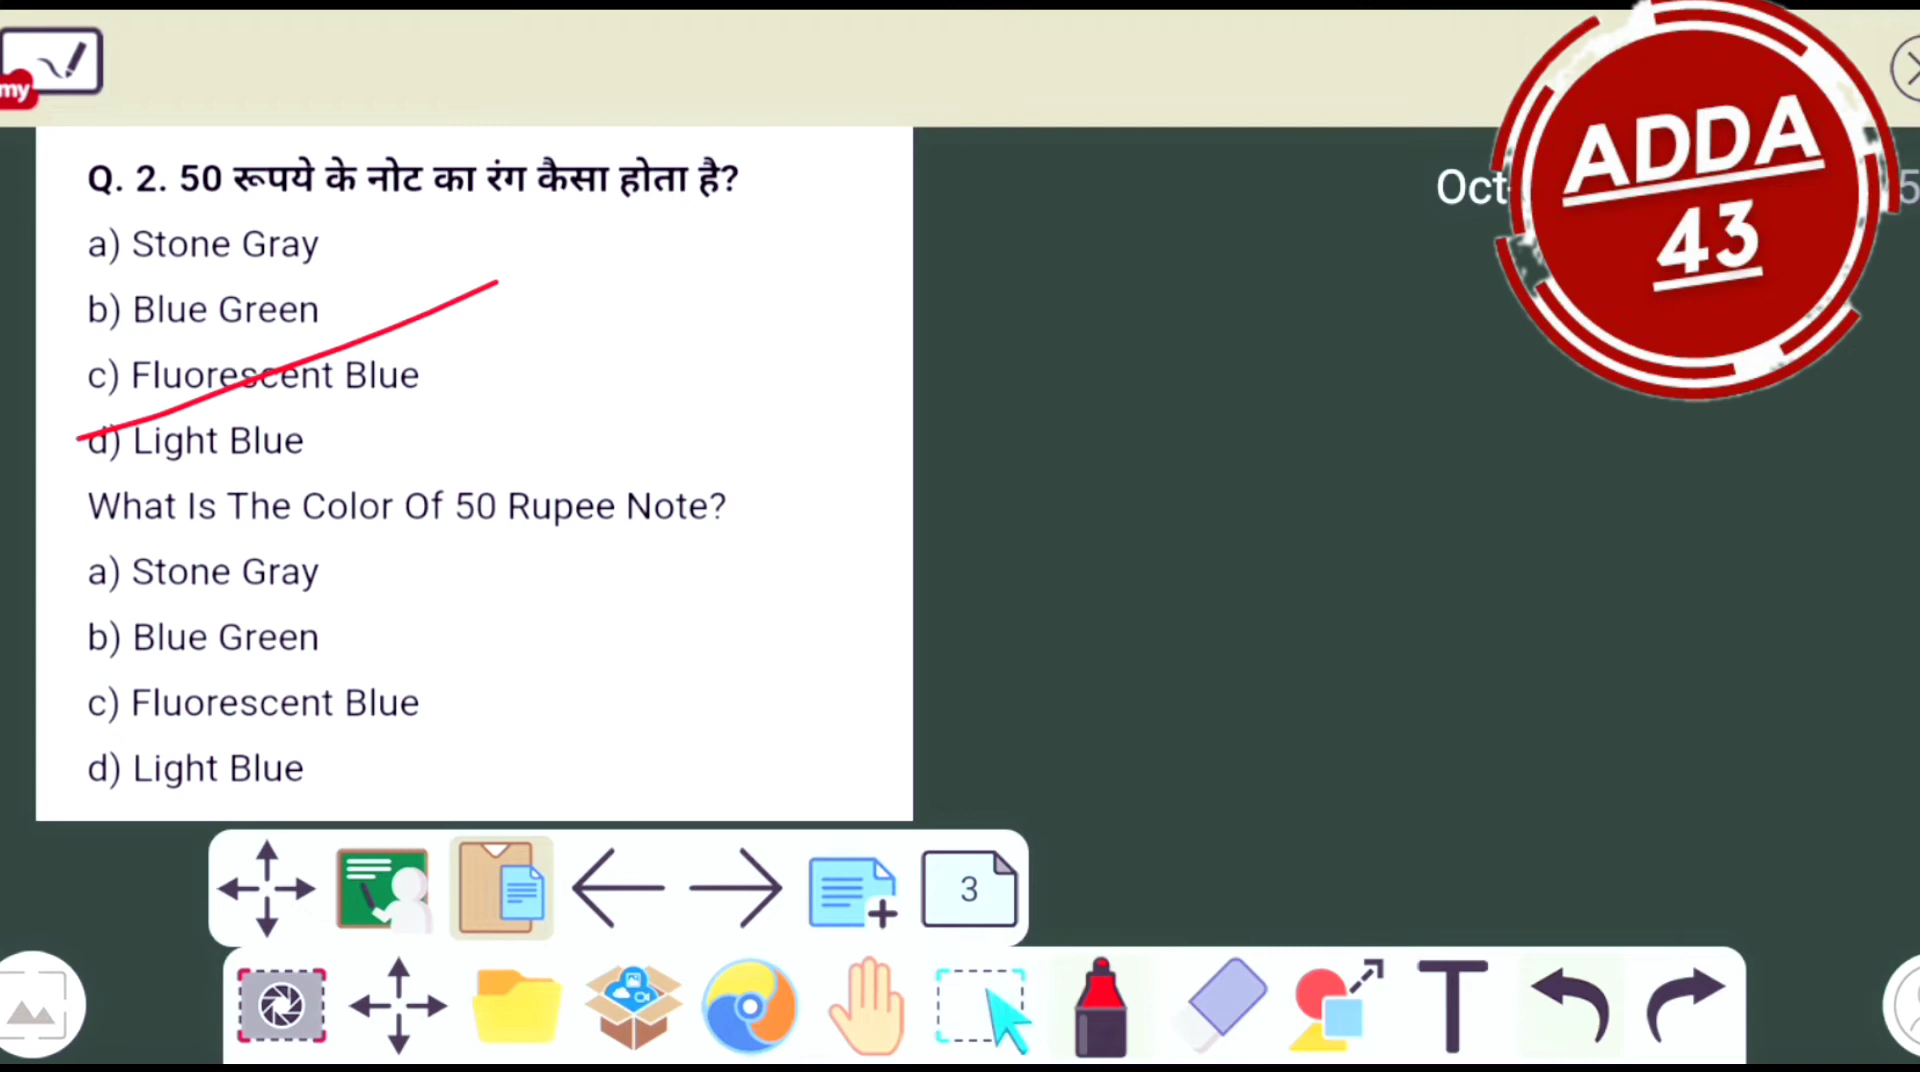 my
Q. 2. 50 रूपये के नोट का रंग कैसा होता है?
a) Stone Gray
b) Blue Green
c) Fluorescent Blue
d) Light Blue
What Is The Color Of 50 Rupee Note?
a) Stone Gray
b) Blue Green
c) Fluorescent Blue
d) Light Blue
Oct
5
ADDA
43
3
T